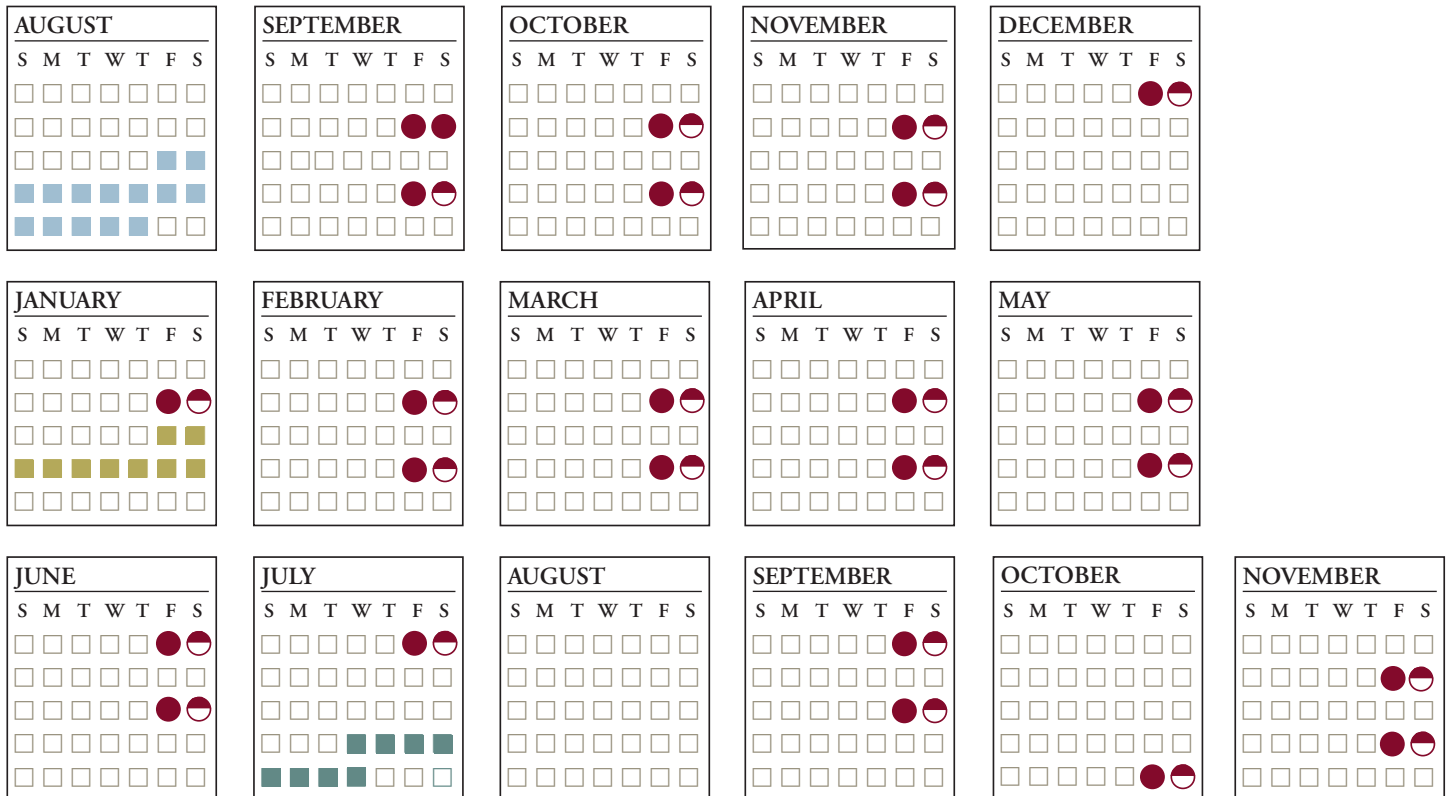 AUGUST SEPTEMBER OCTOBER NOVEMBER DECEMBER
S M T W T F S S M T W T F S S M T W T F S S M T W T F S S M T W T F S
JANUARY FEBRUARY MARCH APRIL MAY
S M T W T F S S M T W T F S S M T W T F S S M T W T F S S M T W T F S
JUNE JULY AUGUST SEPTEMBER OCTOBER NOVEMBER
S M T W T F S S M T W T F S S M T W T F S S M T W T F S S M T W T F S S M T W T F S